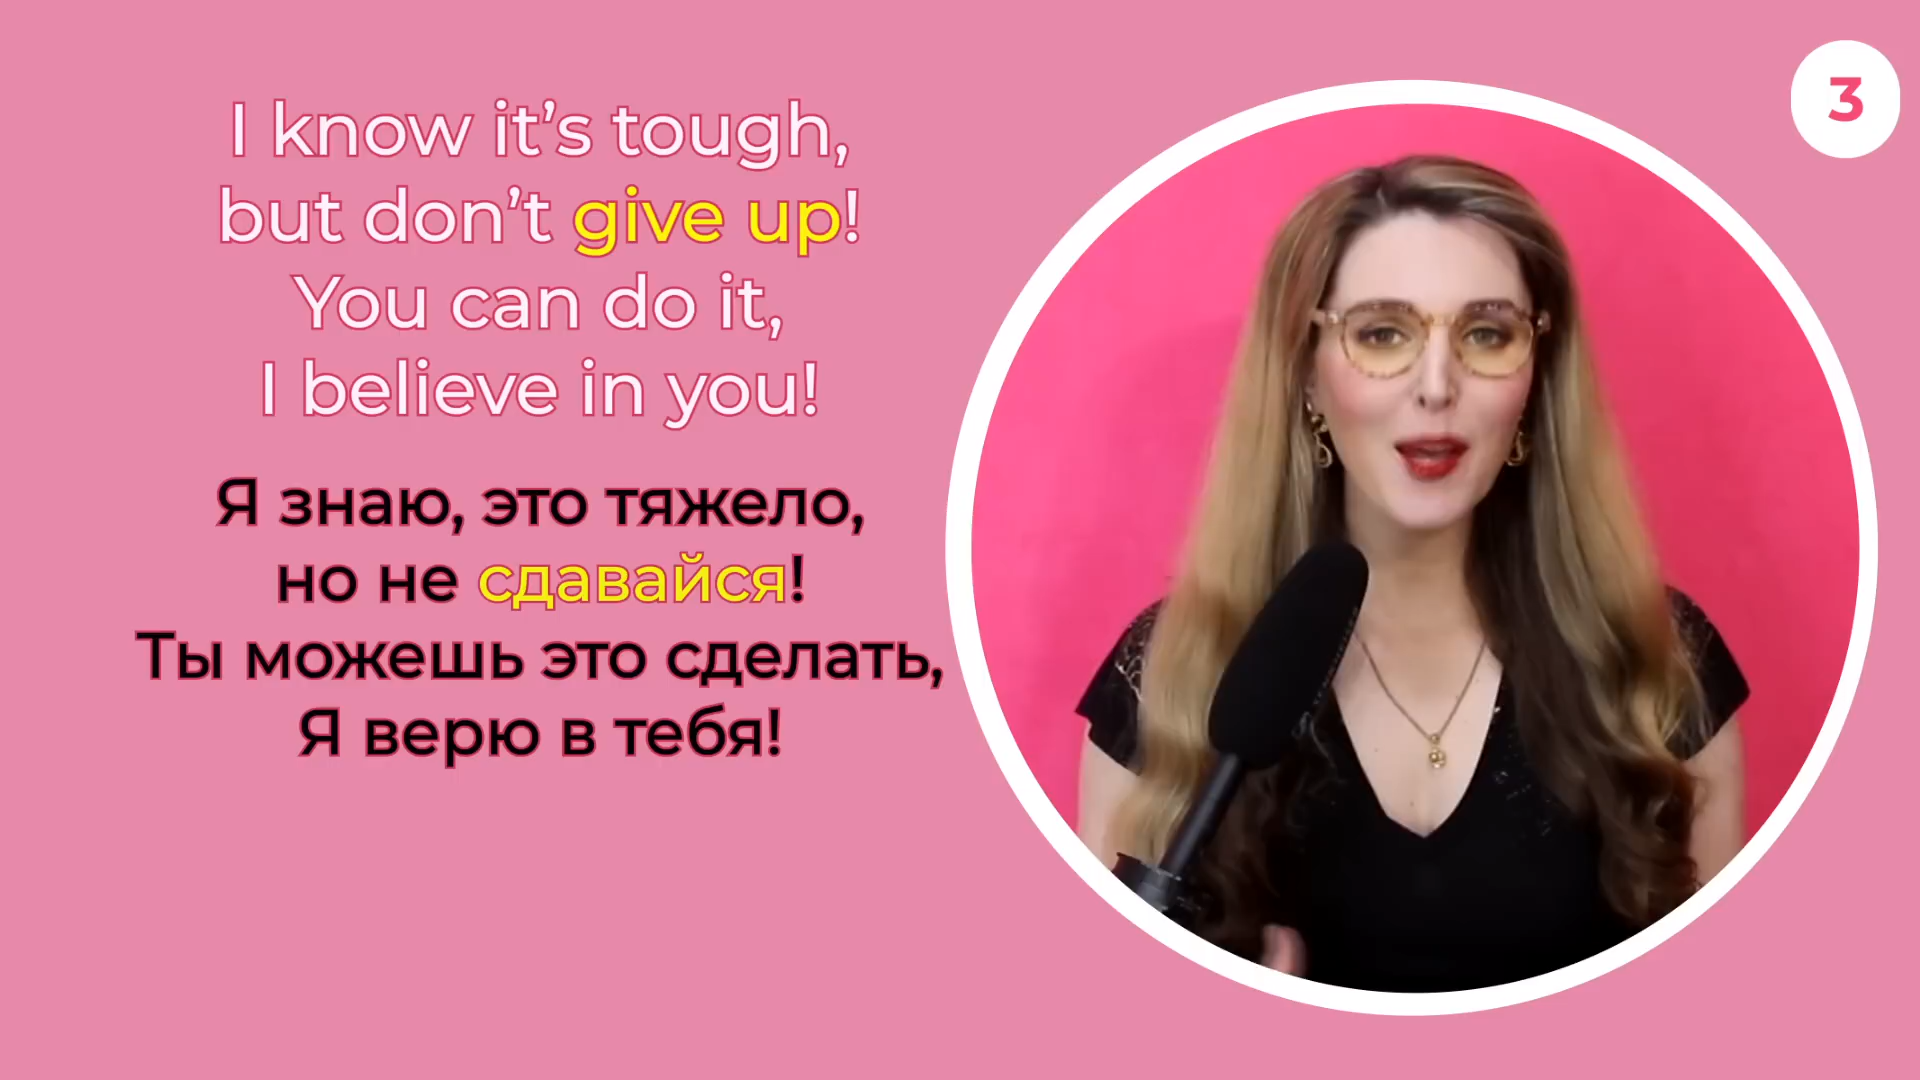 I know it’s tough,
but don’t give up!
You can do it,
I believe in you!
Я знаю, это тяжело,
но не сдавайся!
Ты можешь это сделать,
Я верю в тебя!
3